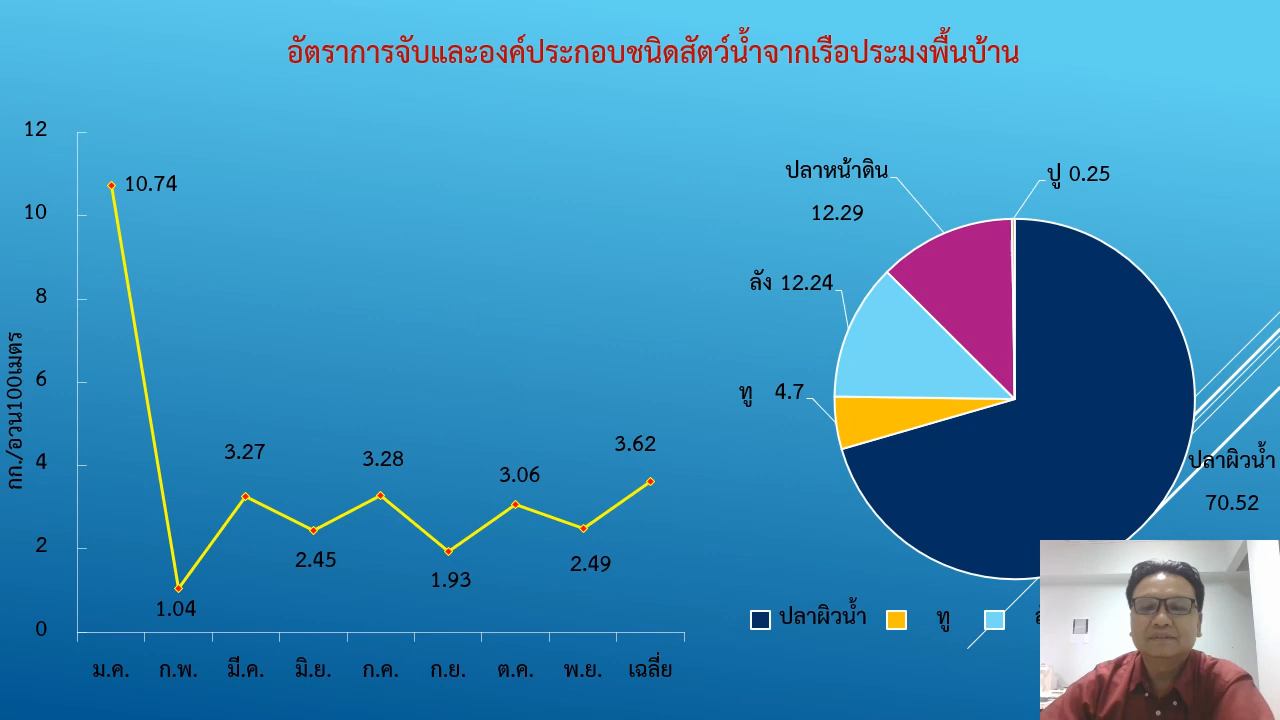 อัตราการจับและองค์ประกอบชนิดสัตว์น้ำจากเรือประมงพื้นบ้าน
กก./อวน100เมตร
12
10
8
6
4
2
0
10.74
1.04
3.27
2.45
3.28
1.93
3.06
2.49
3.62
ม.ค. ก.พ. มี.ค. มิ.ย. ก.ค. ก.ย. ต.ค. พ.ย. เฉลี่ย
ปลาหน้าดิน
12.29
ปู 0.25
ลัง 12.24
ทู 4.7
ปลาผิวน้ำ
70.52
ปลาผิวน้ำ ทู